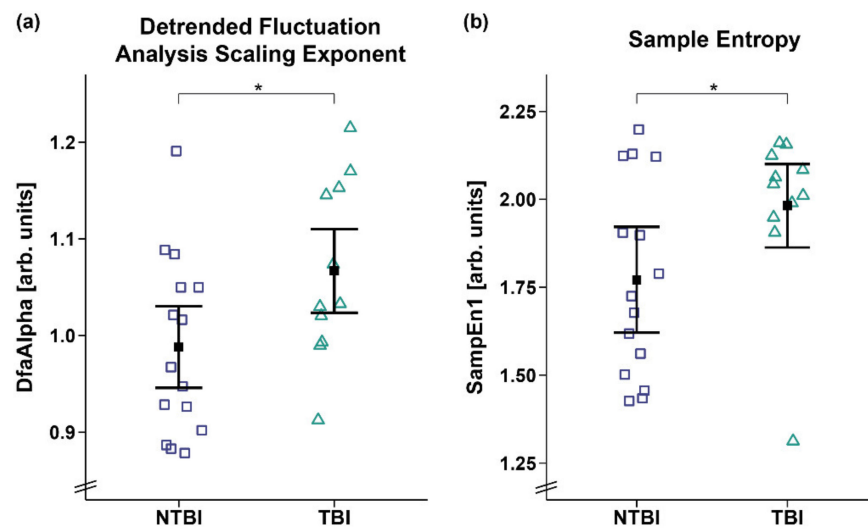 (a)
Detrended Fluctuation
Analysis Scaling Exponent
*
DfaAlpha [arb. units]
1.2
1.1
1.0
0.9
NTBI TBI
(b)
Sample Entropy
*
SampEn1 [arb. units]
2.25
2.00
1.75
1.50
1.25
NTBI TBI